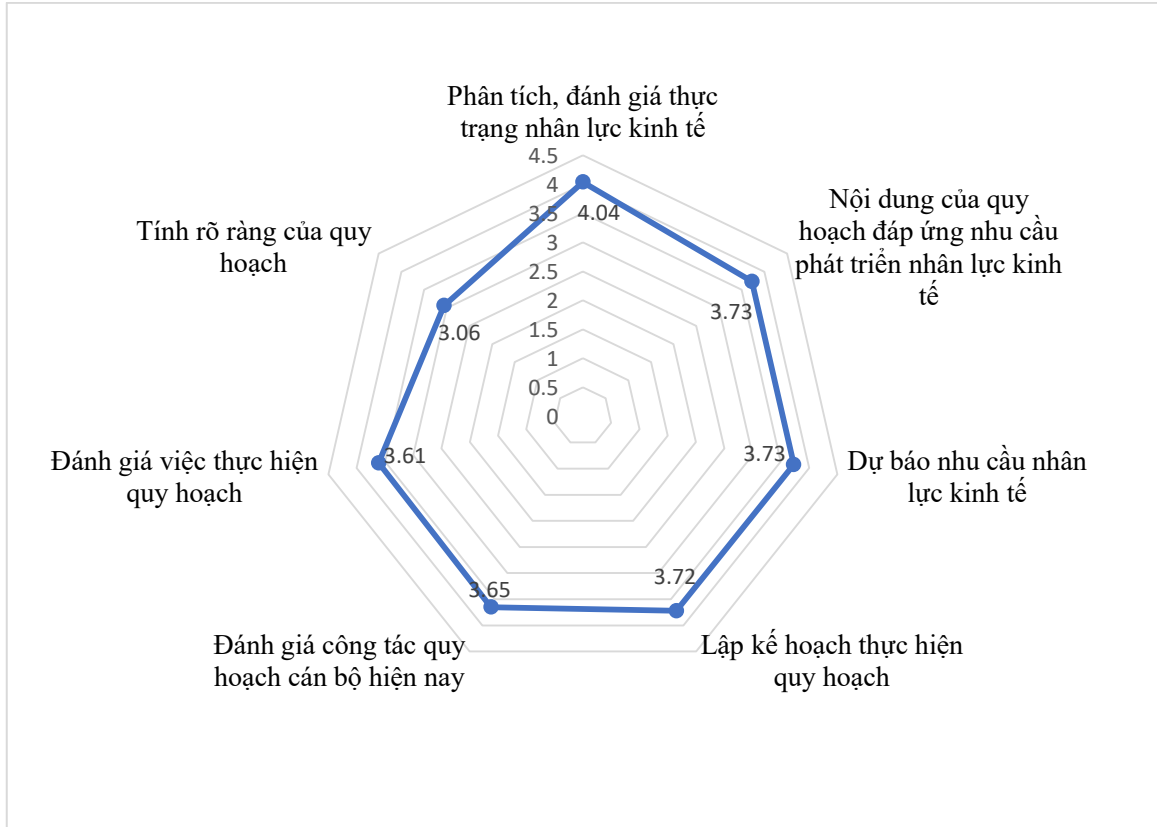 Phân tích, đánh giá thực
trạng nhân lực kinh tế
4.5
4
3.5
3
2.5
2
1.5
1
0.5
0
4.04
Nội dung của quy
hoạch đáp ứng nhu cầu
phát triển nhân lực kinh
tế
3.73
Dự báo nhu cầu nhân
lực kinh tế
3.73
Lập kế hoạch thực hiện
quy hoạch
3.72
Đánh giá công tác quy
hoạch cán bộ hiện nay
3.65
Đánh giá việc thực hiện
quy hoạch
3.61
Tính rõ ràng của quy
hoạch
3.06